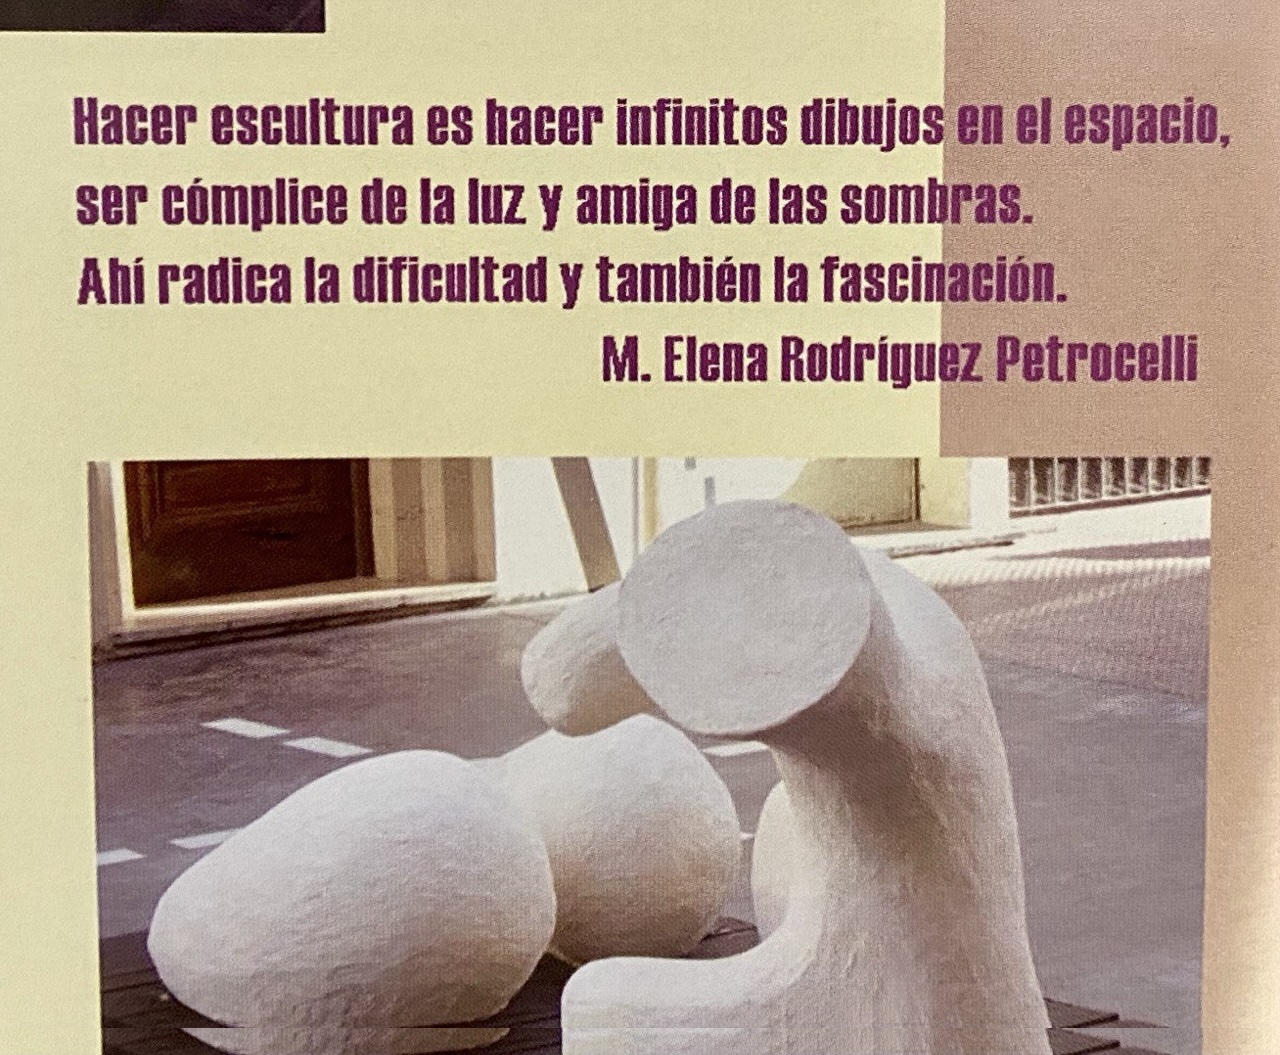 Hacer escultura es hacer infinitos dibujos en el espacio,
ser cómplice de la luz y amiga de las sombras.
Ahí radica la dificultad y también la fascinación.
M. Elena Rodríguez Petrocelli